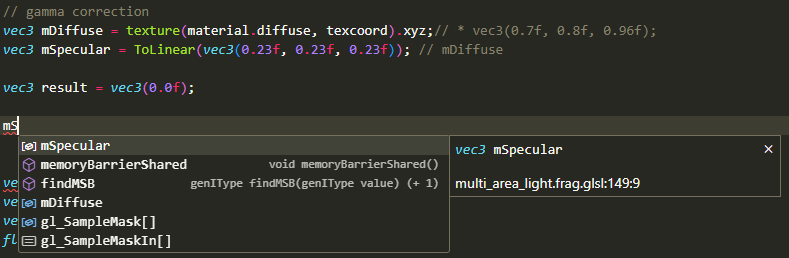 // gamma correction
vec3 mDiffuse = texture(material.diffuse, texcoord).xyz;// * vec3(0.7f, 0.8f, 0.96f);
vec3 mSpecular = ToLinear(vec3(0.23f, 0.23f, 0.23f)); // mDiffuse
vec3 result = vec3(0.0f);
mS
mSpecular
memoryBarrierShared void memoryBarrierShared()
findMSB genIType findMSB(genIType value) (+ 1)
mDiffuse
gl_SampleMask[]
gl_SampleMaskIn[]
vec3 mSpecular
multi_area_light.frag.glsl:149:9
ve
ve
ve
fl